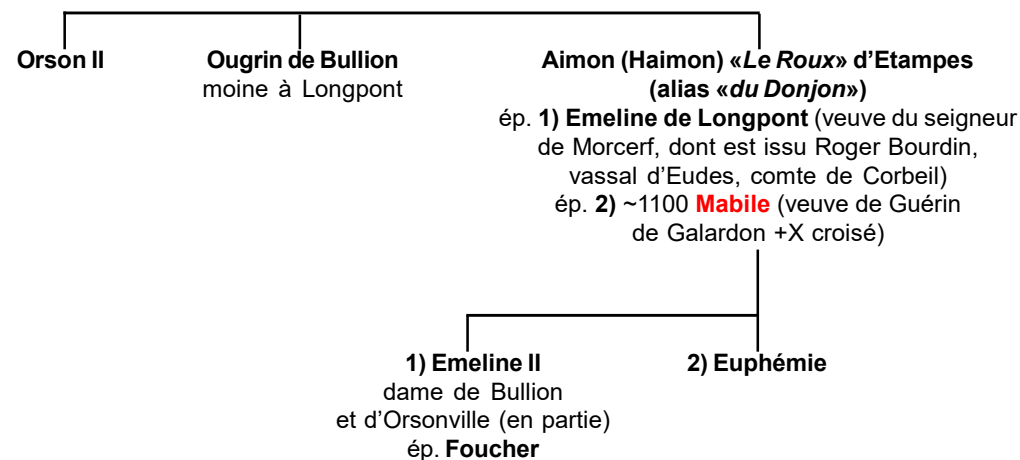 Orson II
Ougrin de Bullion
moine à Longpont
Aimon (Haimon) «Le Roux» d’Etampes
(alias «du Donjon»)
ép. 1) Emeline de Longpont (veuve du seigneur
de Morcerf, dont est issu Roger Bourdin,
vassal d’Eudes, comte de Corbeil)
ép. 2) ~1100 Mabile (veuve de Guérin
de Galardon +X croisé)
1) Emeline II
dame de Bullion
et d’Orsonville (en partie)
ép. Foucher
2) Euphémie